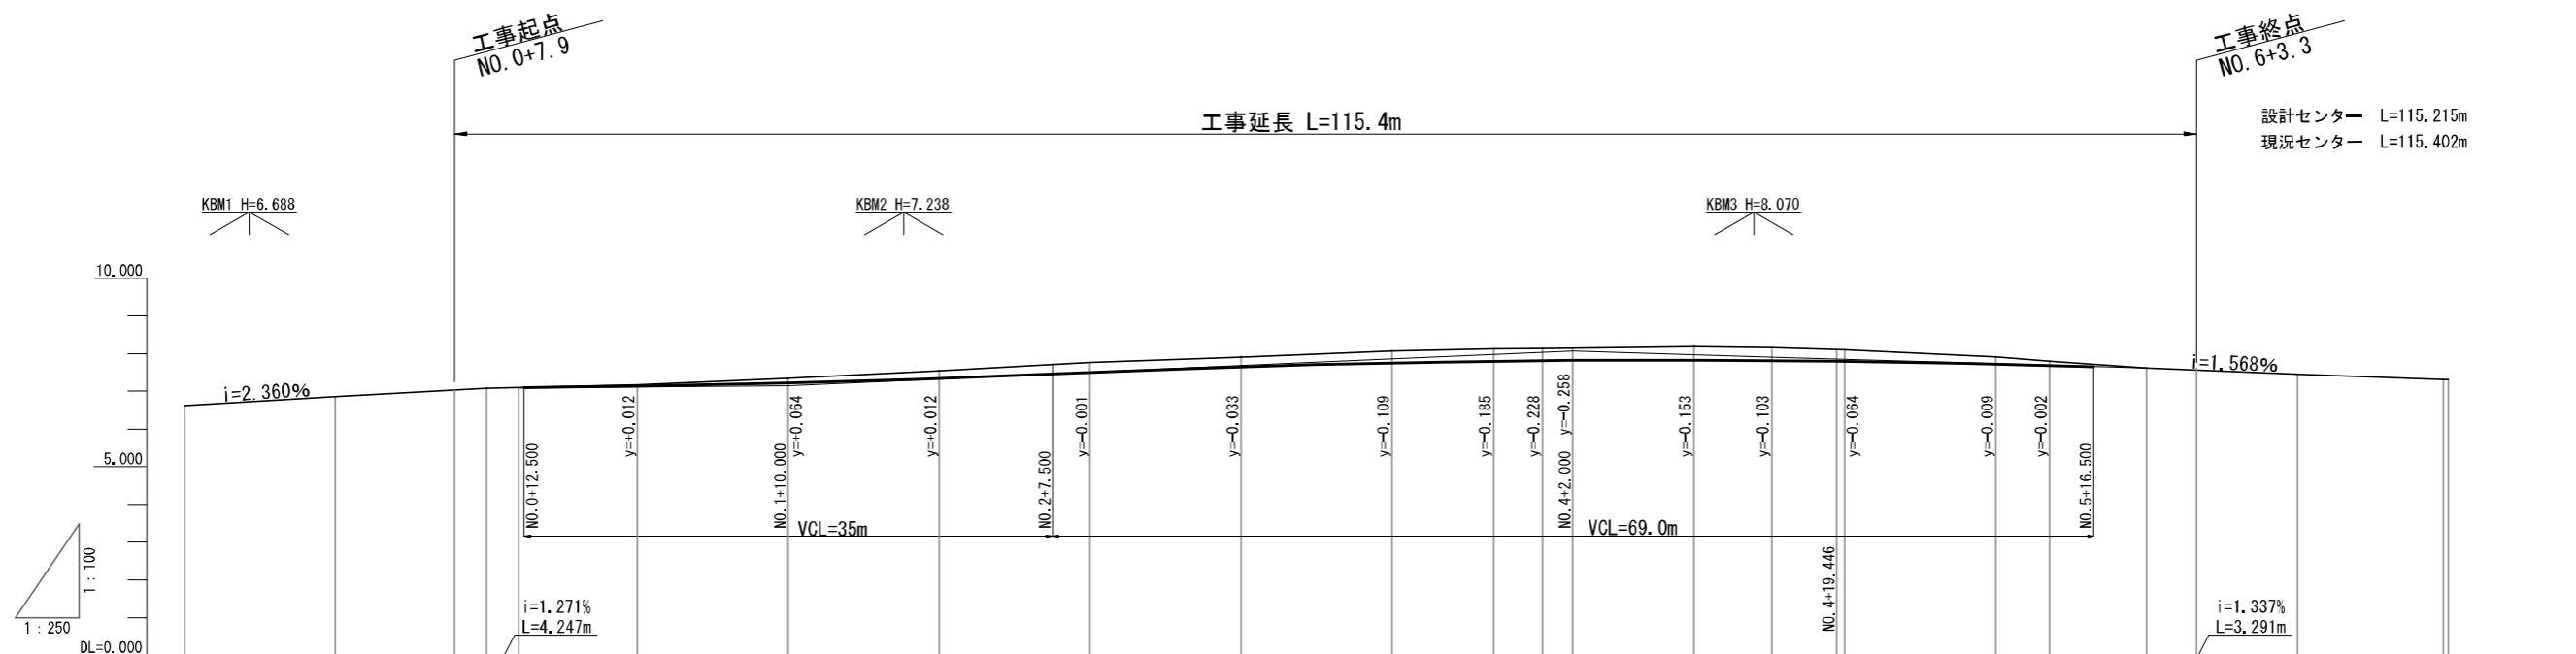 工事起点
NO.0+7.9
工事終点
NO.6+3.3
工事延長 L=115.4m
設計センター L=115.215m
現況センター L=115.402m
KBM1 H=6.688
KBM2 H=7.238
KBM3 H=8.070
10.000
5.000
DL=0.000
i=2.360%
i=1.568%
NO.0+12.500
y=+0.012
NO.1+10.000
y=+0.064
y=+0.012
NO.2+7.500
y=-0.001
y=-0.033
y=-0.109
y=-0.185
y=-0.228
NO.4+2.000 y=-0.258
y=-0.153
y=-0.103
NO.4+19.446
y=-0.064
y=-0.009
y=-0.002
NO.5+16.500
VCL=35m
VCL=69.0m
1:100
1:250
i=1.271%
L=4.247m
i=1.337%
L=3.291m